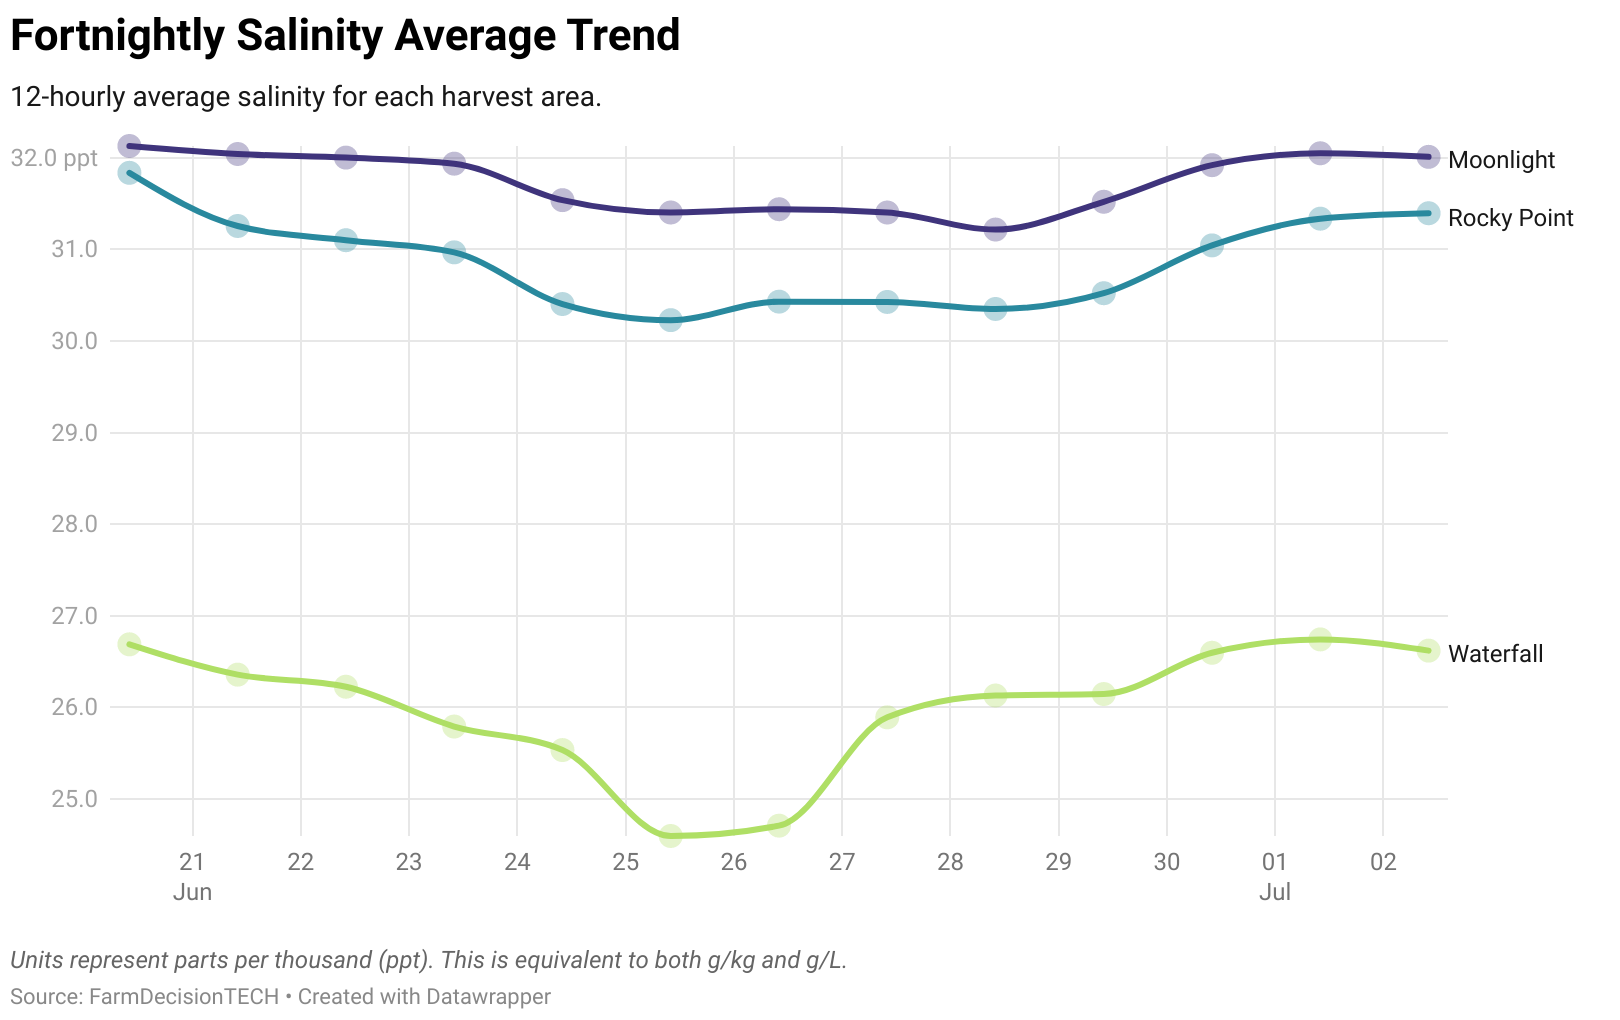 Fortnightly Salinity Average Trend
12-hourly average salinity for each harvest area.
32.0 ppt
31.0
30.0
29.0
28.0
27.0
26.0
25.0
Moonlight
Rocky Point
Waterfall
21 22 23 24 25 26 27 28 29 30 01 02
Jun Jul
Units represent parts per thousand (ppt). This is equivalent to both g/kg and g/L.
Source: FarmDecisionTECH • Created with Datawrapper